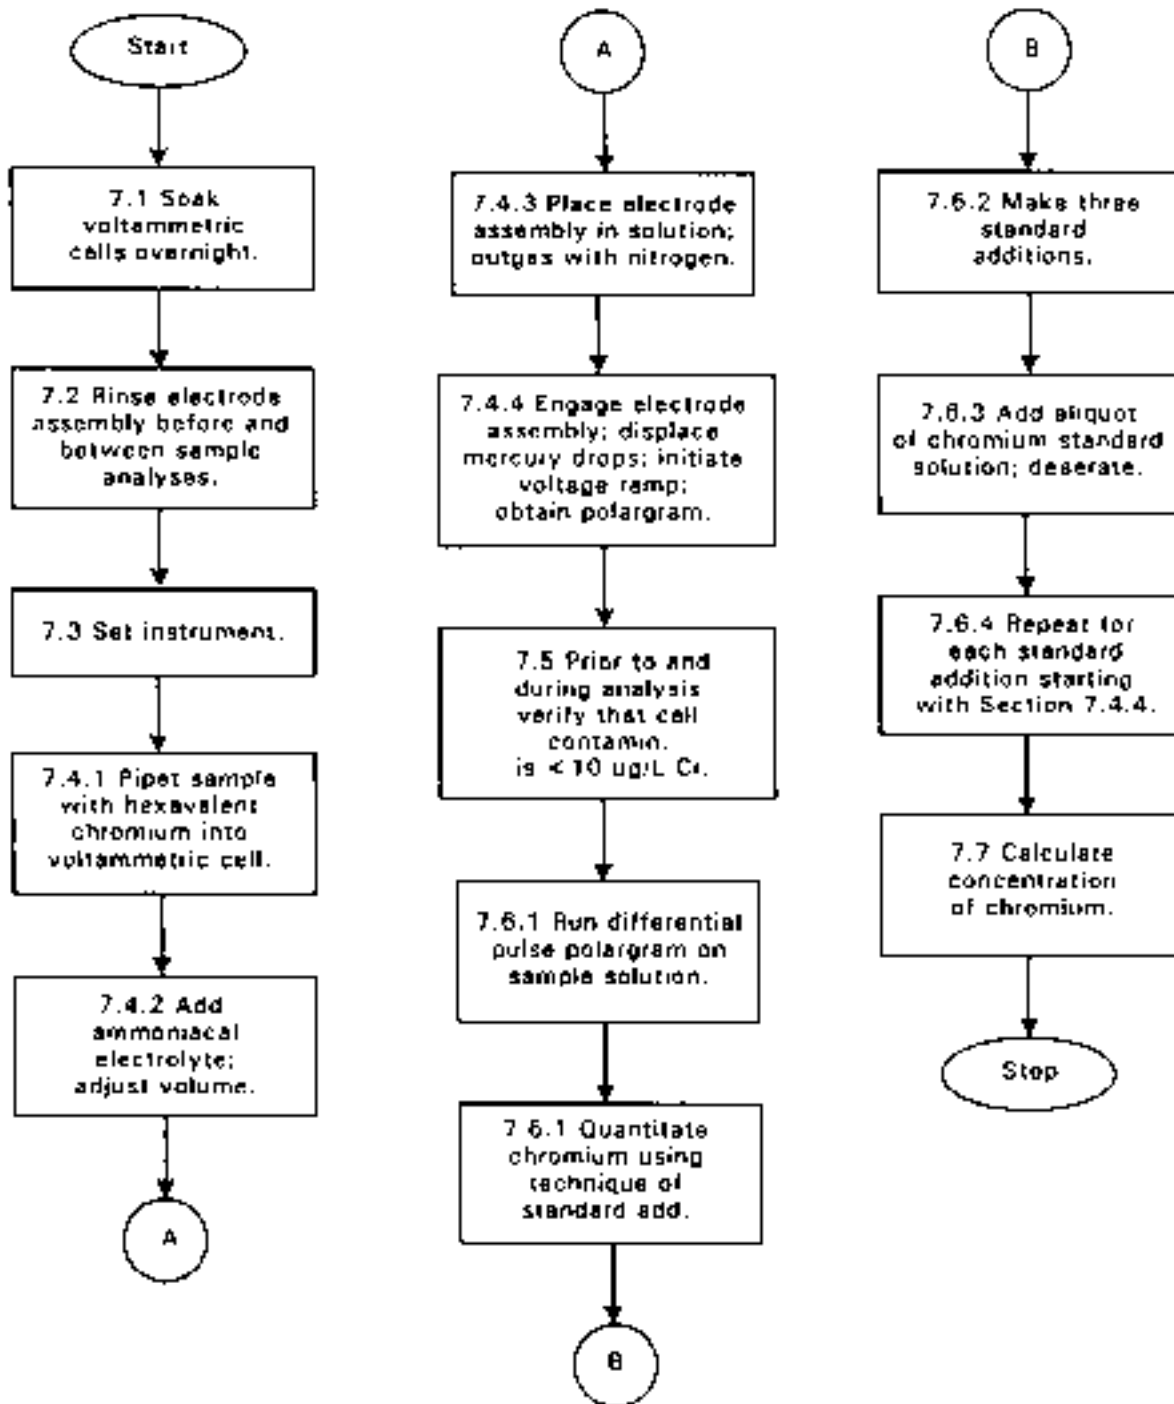 Start
7.1 Soak
voltammetric
cells overnight.
7.2 Rinse electrode
assembly before and
between sample
analyses.
7.3 Set instrument.
7.4.1 Pipet sample
with hexavalent
chromium into
voltammetric cell.
7.4.2 Add
ammoniacal
electrolyte;
adjust volume.
A
A
7.4.3 Place electrode
assembly in solution;
outgas with nitrogen.
7.4.4 Engage electrode
assembly; displace
mercury drops; initiate
voltage ramp;
obtain polargram.
7.5 Prior to and
during analysis
verify that cell
contamin.
is < 10 ug/L Cr.
7.6.1 Run differential
pulse polargram on
sample solution.
7 6.1 Quantitate
chromium using
technique of
standard add.
B
B
7.6.2 Make three
standard
additions.
7.6.3 Add aliquot
of chromium standard
solution; deaerate.
7.6.4 Repeat for
each standard
addition starting
with Section 7.4.4.
7.7 Calculate
concentration
of chromium.
Stop